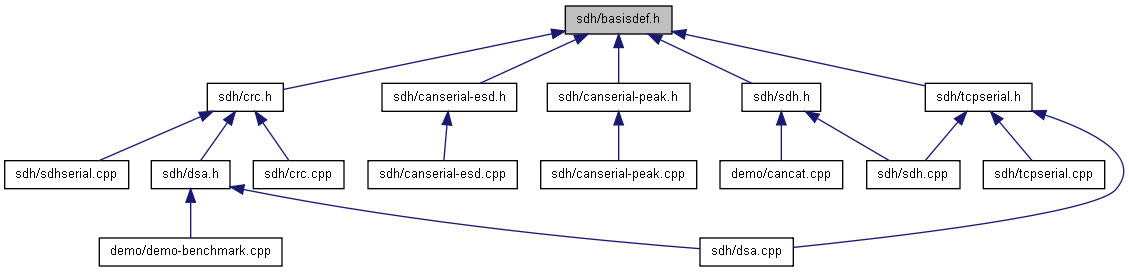 sdh/basisdef.h
sdh/crc.h
sdh/canserial-esd.h
sdh/canserial-peak.h
sdh/sdh.h
sdh/tcpserial.h
sdh/sdhserial.cpp
sdh/dsa.h
sdh/crc.cpp
sdh/canserial-esd.cpp
sdh/canserial-peak.cpp
demo/cancat.cpp
sdh/sdh.cpp
sdh/tcpserial.cpp
demo/demo-benchmark.cpp
sdh/dsa.cpp